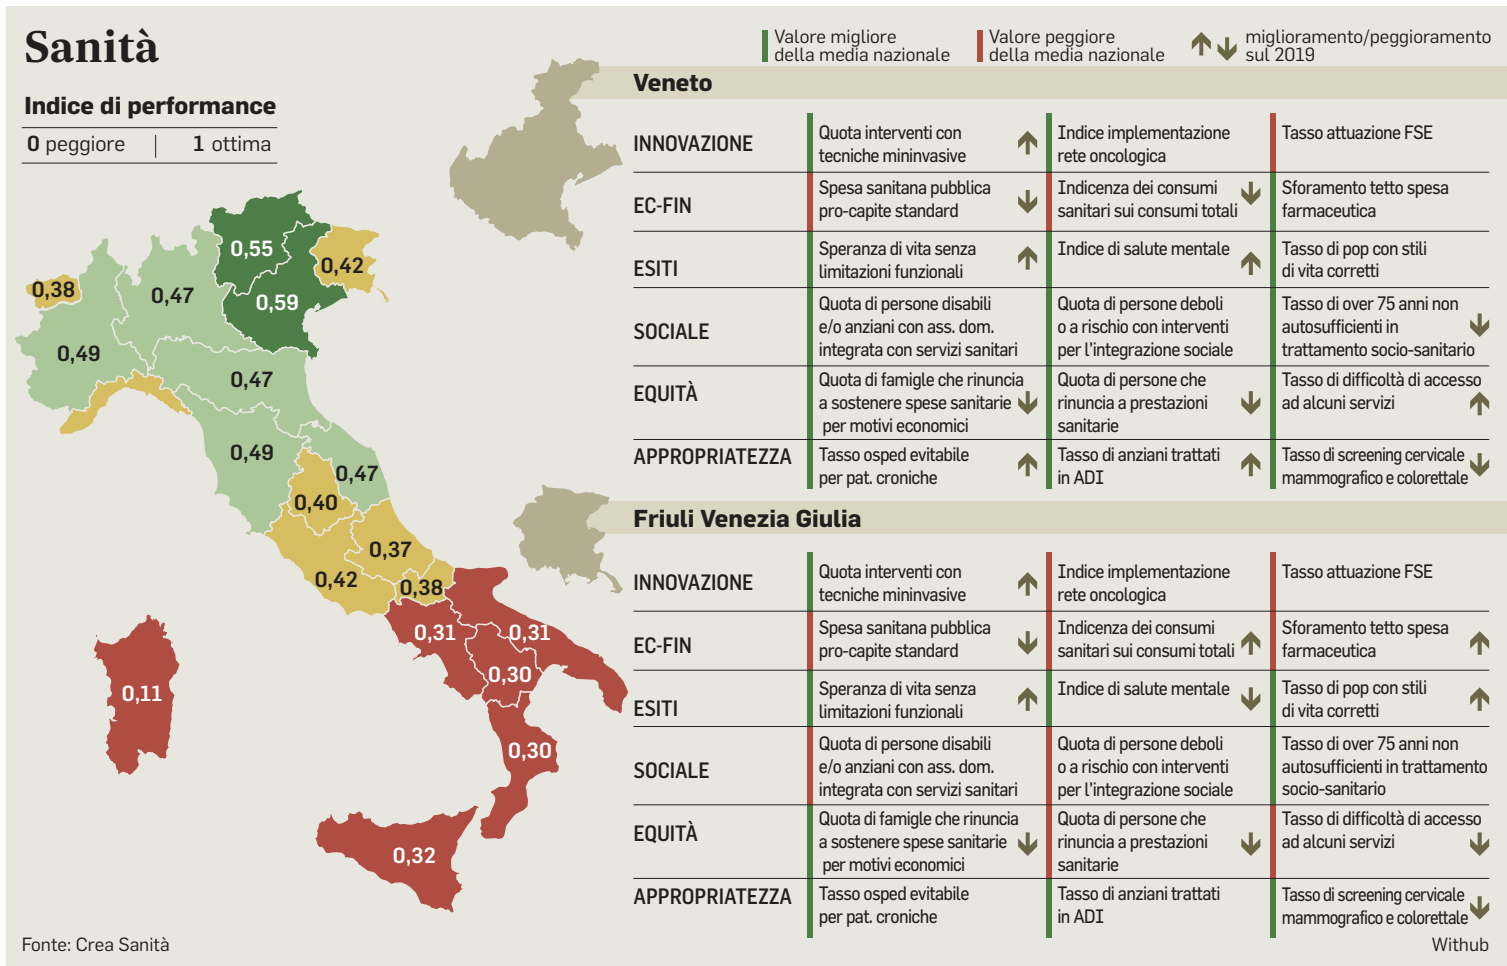 Sanità
Indice di performance
0 peggiore | 1 ottima
Valore migliore
della media nazionale
Valore peggiore
della media nazionale
miglioramento/peggioramento
sul 2019
0,55
0,42
0,38
0,47
0,59
0,49
0,47
0,49
0,47
0,40
0,37
0,42
0,38
0,31
0,31
0,30
0,11
0,30
0,32
Veneto
INNOVAZIONE
Quota interventi con
tecniche mininvasive
Indice implementazione
rete oncologica
Tasso attuazione FSE
EC-FIN
Spesa sanitana pubblica
pro-capite standard
Indicenza dei consumi
sanitari sui consumi totali
Sforamento tetto spesa
farmaceutica
ESITI
Speranza di vita senza
limitazioni funzionali
Indice di salute mentale
Tasso di pop con stili
di vita corretti
SOCIALE
Quota di persone disabili
e/o anziani con ass. dom.
integrata con servizi sanitari
Quota di persone deboli
o a rischio con interventi
per l'integrazione sociale
Tasso di over 75 anni non
autosufficienti in
trattamento socio-sanitario
EQUITÀ
Quota di famigle che rinuncia
a sostenere spese sanitarie
per motivi economici
Quota di persone che
rinuncia a prestazioni
sanitarie
Tasso di difficoltà di accesso
ad alcuni servizi
APPROPRIATEZZA
Tasso osped evitabile
per pat. croniche
Tasso di anziani trattati
in ADI
Tasso di screening cervicale
mammografico e colorettale
Friuli Venezia Giulia
INNOVAZIONE
Quota interventi con
tecniche mininvasive
Indice implementazione
rete oncologica
Tasso attuazione FSE
EC-FIN
Spesa sanitana pubblica
pro-capite standard
Indicenza dei consumi
sanitari sui consumi totali
Sforamento tetto spesa
farmaceutica
ESITI
Speranza di vita senza
limitazioni funzionali
Indice di salute mentale
Tasso di pop con stili
di vita corretti
SOCIALE
Quota di persone disabili
e/o anziani con ass. dom.
integrata con servizi sanitari
Quota di persone deboli
o a rischio con interventi
per l'integrazione sociale
Tasso di over 75 anni non
autosufficienti in trattamento
socio-sanitario
EQUITÀ
Quota di famigle che rinuncia
a sostenere spese sanitarie
per motivi economici
Quota di persone che
rinuncia a prestazioni
sanitarie
Tasso di difficoltà di accesso
ad alcuni servizi
APPROPRIATEZZA
Tasso osped evitabile
per pat. croniche
Tasso di anziani trattati
in ADI
Tasso di screening cervicale
mammografico e colorettale
Fonte: Crea Sanità
Withub